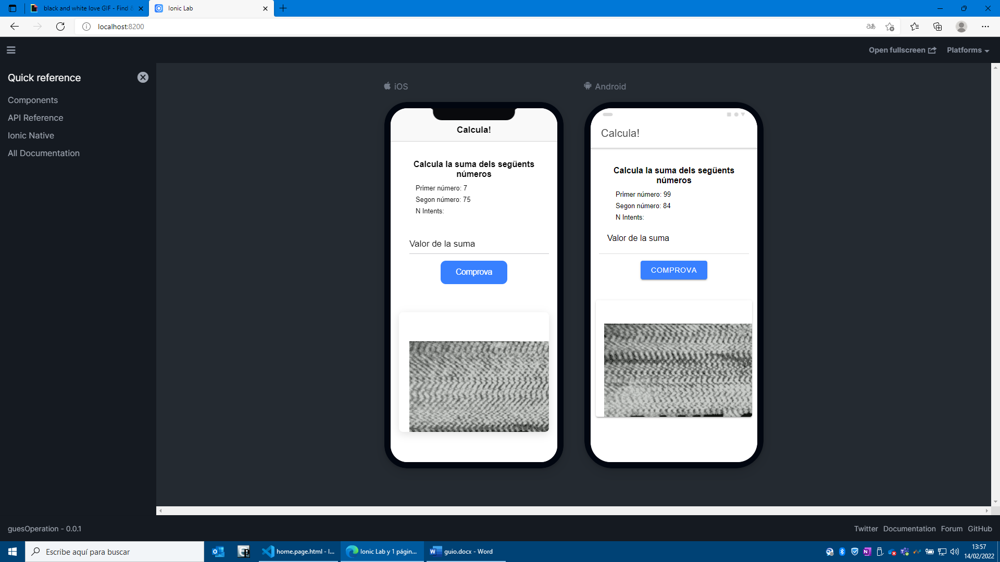 black and white love GIF - Find &
Ionic Lab
localhost:8200
Open fullscreen
Platforms
Quick reference
Components
API Reference
Ionic Native
All Documentation
iOS
Calcula!
Calcula la suma dels següents
números
Primer número: 7
Segon número: 75
N Intents:
Valor de la suma
Comprova
Android
Calcula!
Calcula la suma dels següents
números
Primer número: 99
Segon número: 84
N Intents:
Valor de la suma
COMPROVA
guesOperation - 0.0.1
Twitter
Documentation
Forum
GitHub
Escribe aquí para buscar
home.page.html - I...
Ionic Lab y 1 págin...
guio.docx - Word
13:57
14/02/2022